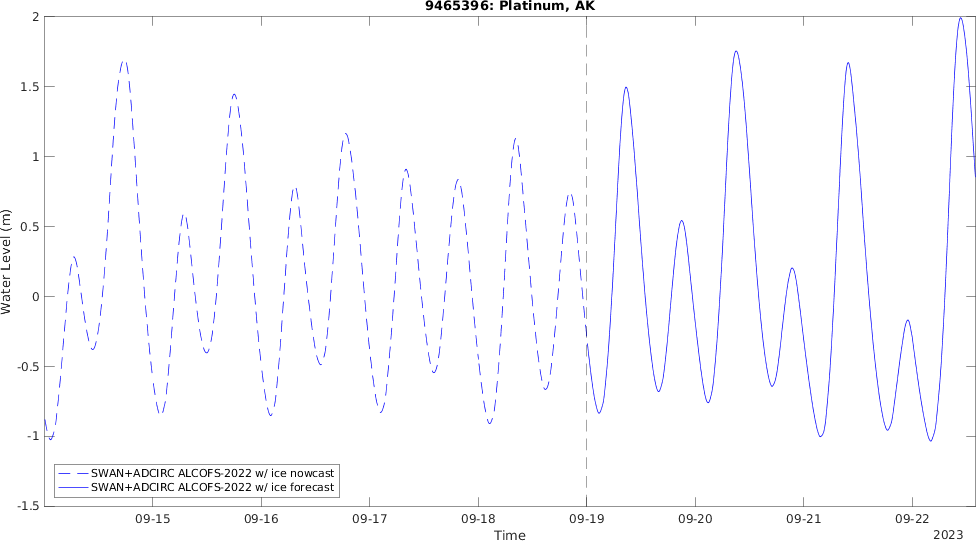 9465396: Platinum, AK
2
1.5
1
0.5
0
-0.5
-1
-1.5
Water Level (m)
SWAN+ADCIRC ALCOFS-2022 w/ ice nowcast
SWAN+ADCIRC ALCOFS-2022 w/ ice forecast
09-15 09-16 09-17 09-18 09-19 09-20 09-21 09-22
Time
2023